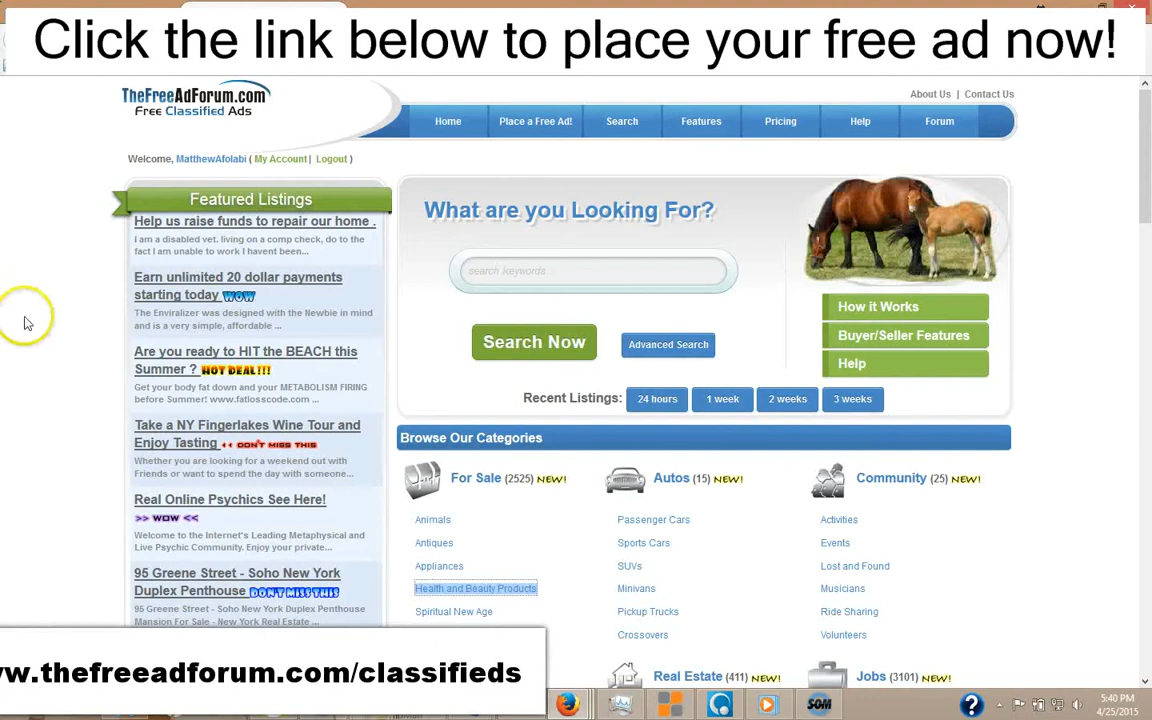 Click the link below to place your free ad now!
TheFreeAdForum.com
Free Classified Ads
About Us | Contact Us
Home
Place a Free Ad!
Search
Features
Pricing
Help
Forum
Welcome, MatthewAfolabi ( My Account | Logout )
Featured Listings
Help us raise funds to repair our home .
I am a disabled vet. living on a comp check, do to the
fact I am unable to work I havent been...
Earn unlimited 20 dollar payments
starting today WOW
The Enviralizer was designed with the Newbie in mind
and is a very simple, affordable ...
Are you ready to HIT the BEACH this
Summer ? HOT DEAL!!!
Get your body fat down and your METABOLISM FIRING
before Summer! www.fatlosscode.com ...
Take a NY Fingerlakes Wine Tour and
Enjoy Tasting DON'T MISS THIS
Whether you are looking for a weekend out with
Friends or want to spend the day with someone...
Real Online Psychics See Here!
>> WOW <<
Welcome to the Internet's Leading Metaphysical and
Live Psychic Community. Enjoy your private...
95 Greene Street - Soho New York
Duplex Penthouse DON'T MISS THIS
95 Greene Street - Soho New York Duplex Penthouse
Mansion For Sale - New York Real Estate ...
What are you Looking For?
search keywords...
Search Now
Advanced Search
How it Works
Buyer/Seller Features
Help
Recent Listings: 24 hours 1 week 2 weeks 3 weeks
Browse Our Categories
For Sale (2525) NEW!
Animals
Antiques
Appliances
Health and Beauty Products
Spiritual New Age
Autos (15) NEW!
Passenger Cars
Sports Cars
SUVs
Minivans
Pickup Trucks
Crossovers
Community (25) NEW!
Activities
Events
Lost and Found
Musicians
Ride Sharing
Volunteers
Real Estate (411) NEW!
Jobs (3101) NEW!
w.thefreeadforum.com/classifieds
SOM
5:40 PM
4/25/2015